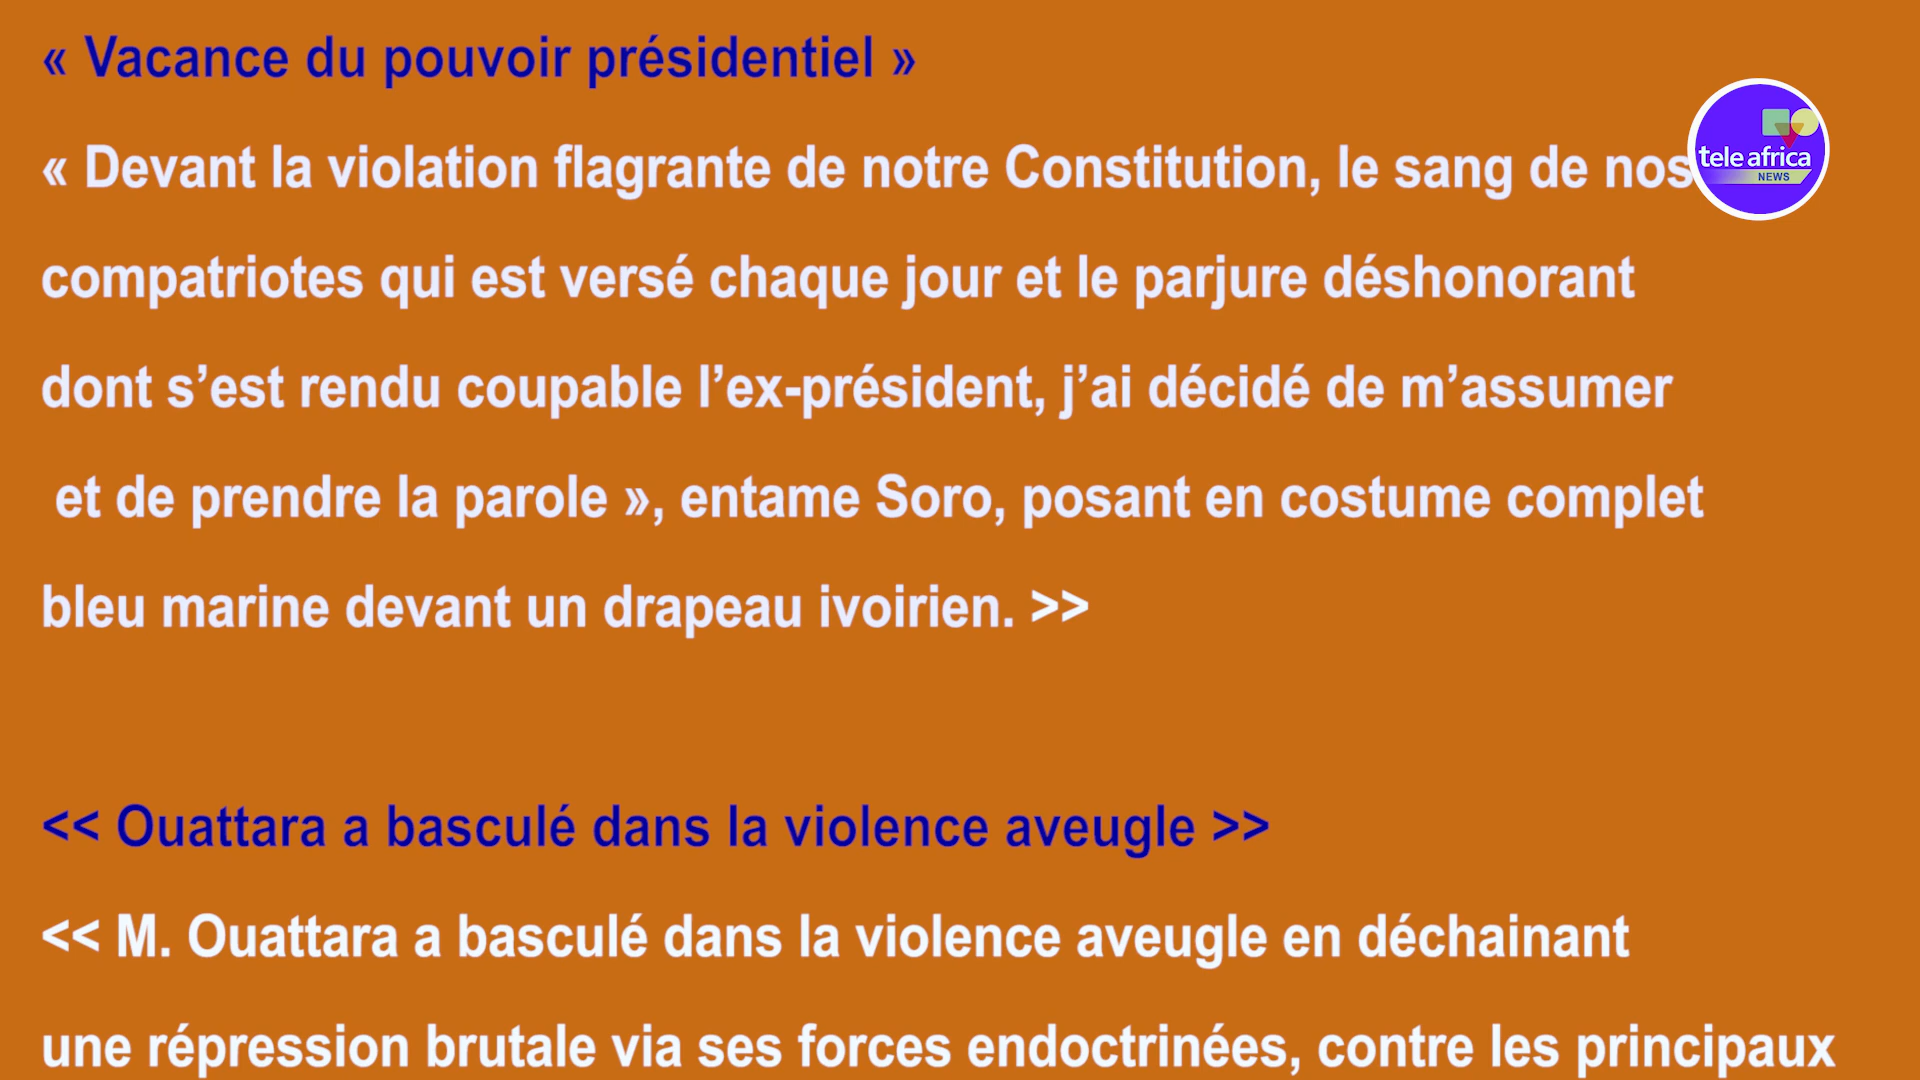 « Vacance du pouvoir présidentiel »
« Devant la violation flagrante de notre Constitution, le sang de nos
tele africa
NEWS
compatriotes qui est versé chaque jour et le parjure déshonorant
dont s’est rendu coupable l’ex-président, j’ai décidé de m’assumer
et de prendre la parole », entame Soro, posant en costume complet
bleu marine devant un drapeau ivoirien. >>
<< Ouattara a basculé dans la violence aveugle >>
<< M. Ouattara a basculé dans la violence aveugle en déchainant
une répression brutale via ses forces endoctrinées, contre les principaux